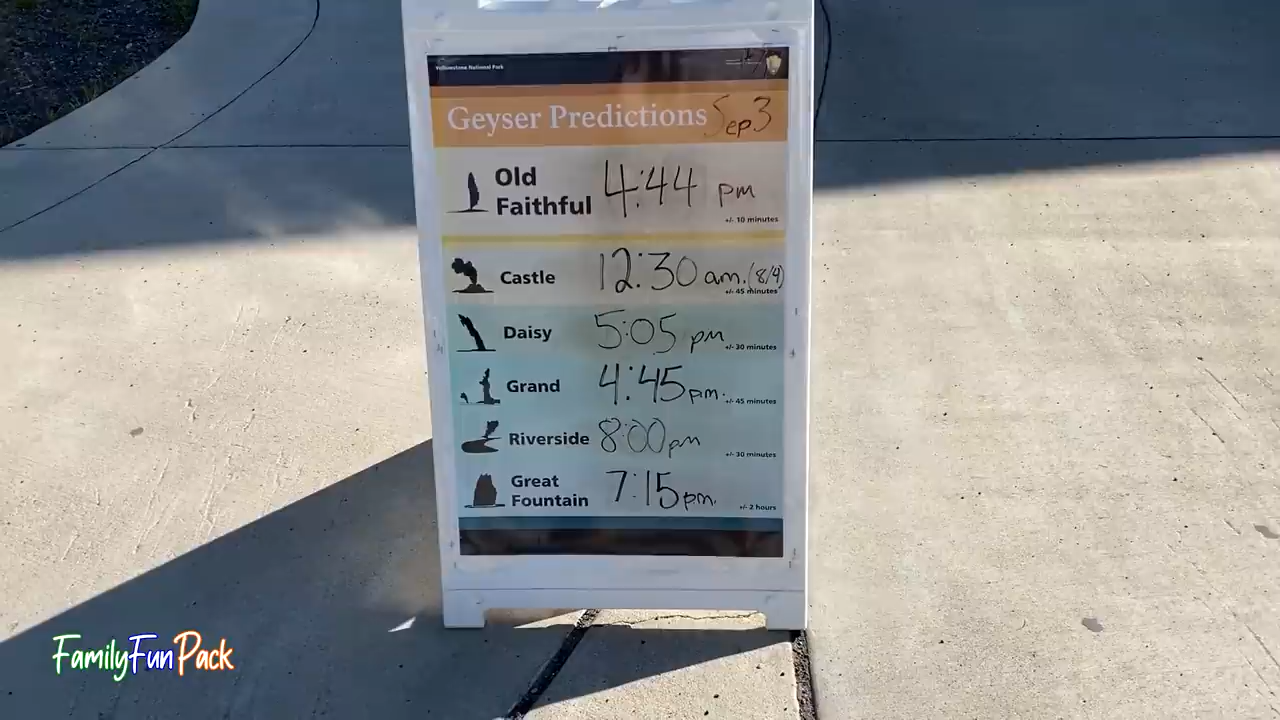 Yellowstone National Park
Geyser Predictions Sep 3
Old Faithful 4:44 pm
+/- 10 minutes
Castle 12:30 am. (8/4)
+/- 45 minutes
Daisy 5:05 pm
+/- 30 minutes
Grand 4:45 pm.
+/- 45 minutes
Riverside 8:00 pm
+/- 30 minutes
Great Fountain 7:15 pm.
+/- 2 hours
FamilyFunPack